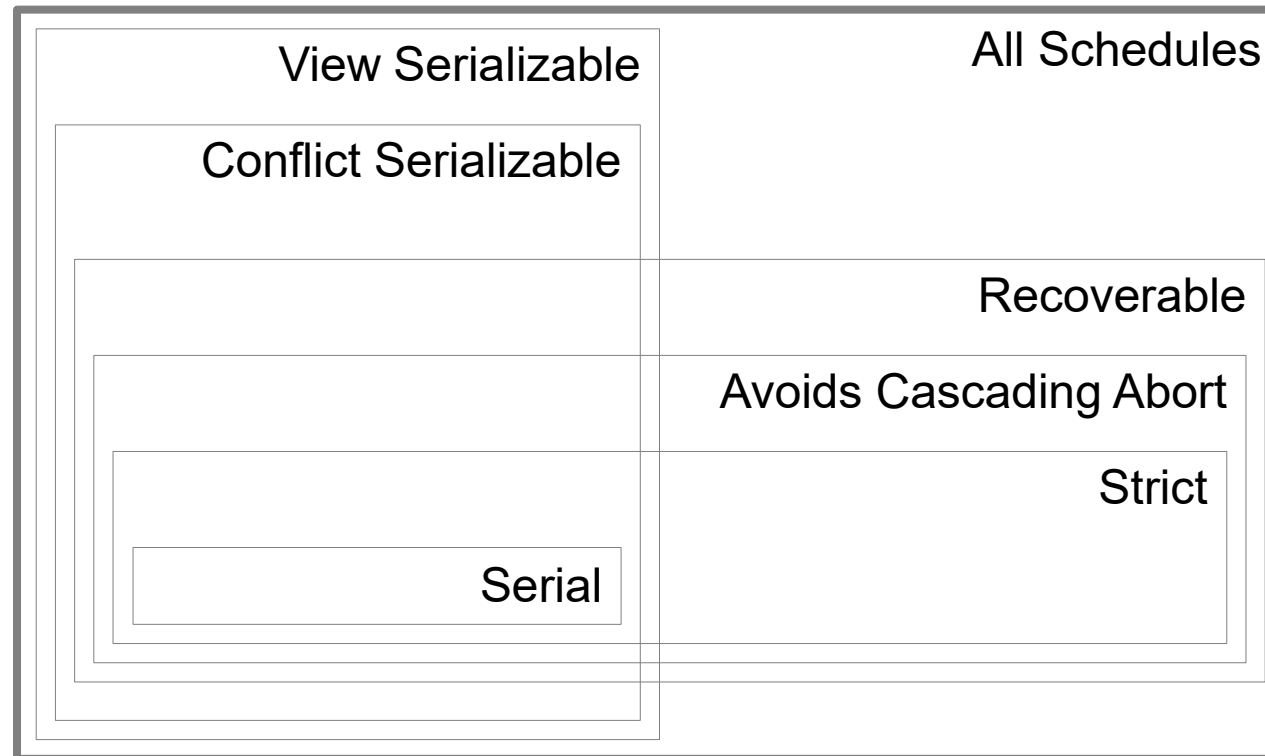 All Schedules
View Serializable
Conflict Serializable
Recoverable
Avoids Cascading Abort
Strict
Serial